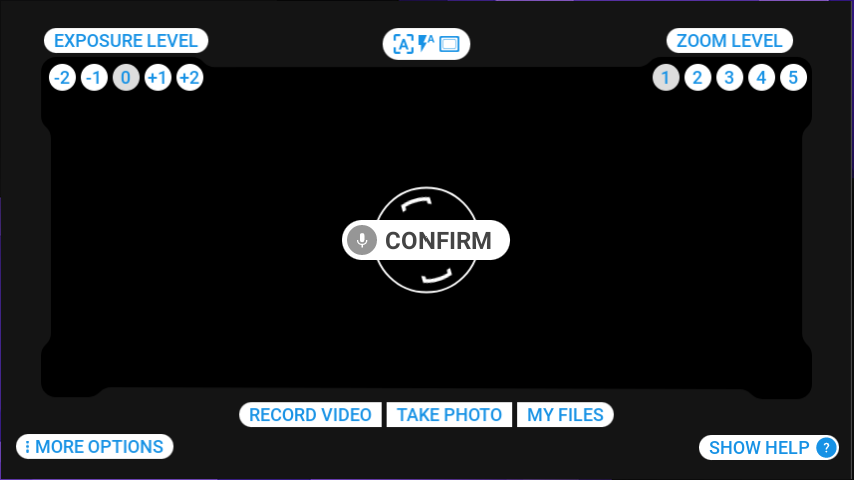 EXPOSURE LEVEL
A A
ZOOM LEVEL
-2 -1 0 +1 +2
1 2 3 4 5
CONFIRM
RECORD VIDEO TAKE PHOTO MY FILES
MORE OPTIONS
SHOW HELP ?